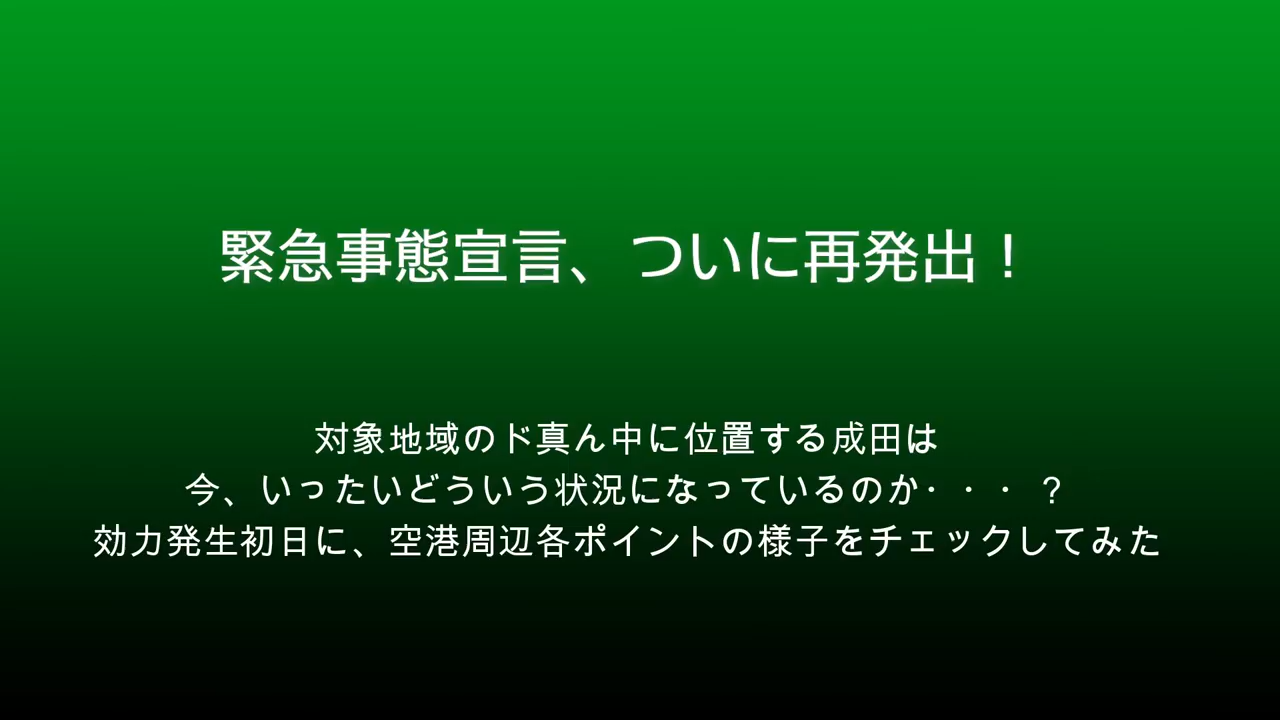 緊急事態宣言、ついに再発出！
対象地域のド真ん中に位置する成田は
今、いったいどういう状況になっているのか・・・？
効力発生初日に、空港周辺各ポイントの様子をチェックしてみた